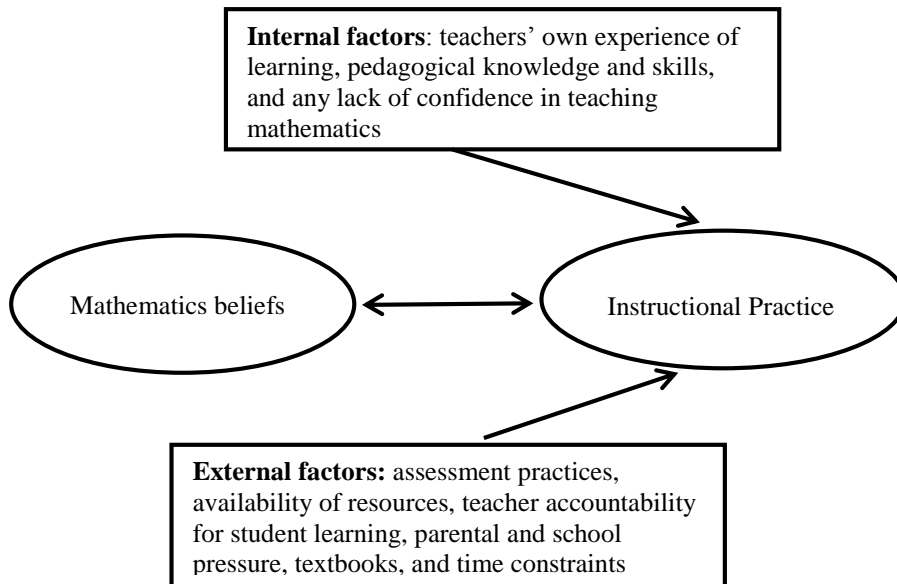 Internal factors: teachers’ own experience of
learning, pedagogical knowledge and skills,
and any lack of confidence in teaching
mathematics
Mathematics beliefs
Instructional Practice
External factors: assessment practices,
availability of resources, teacher accountability
for student learning, parental and school
pressure, textbooks, and time constraints